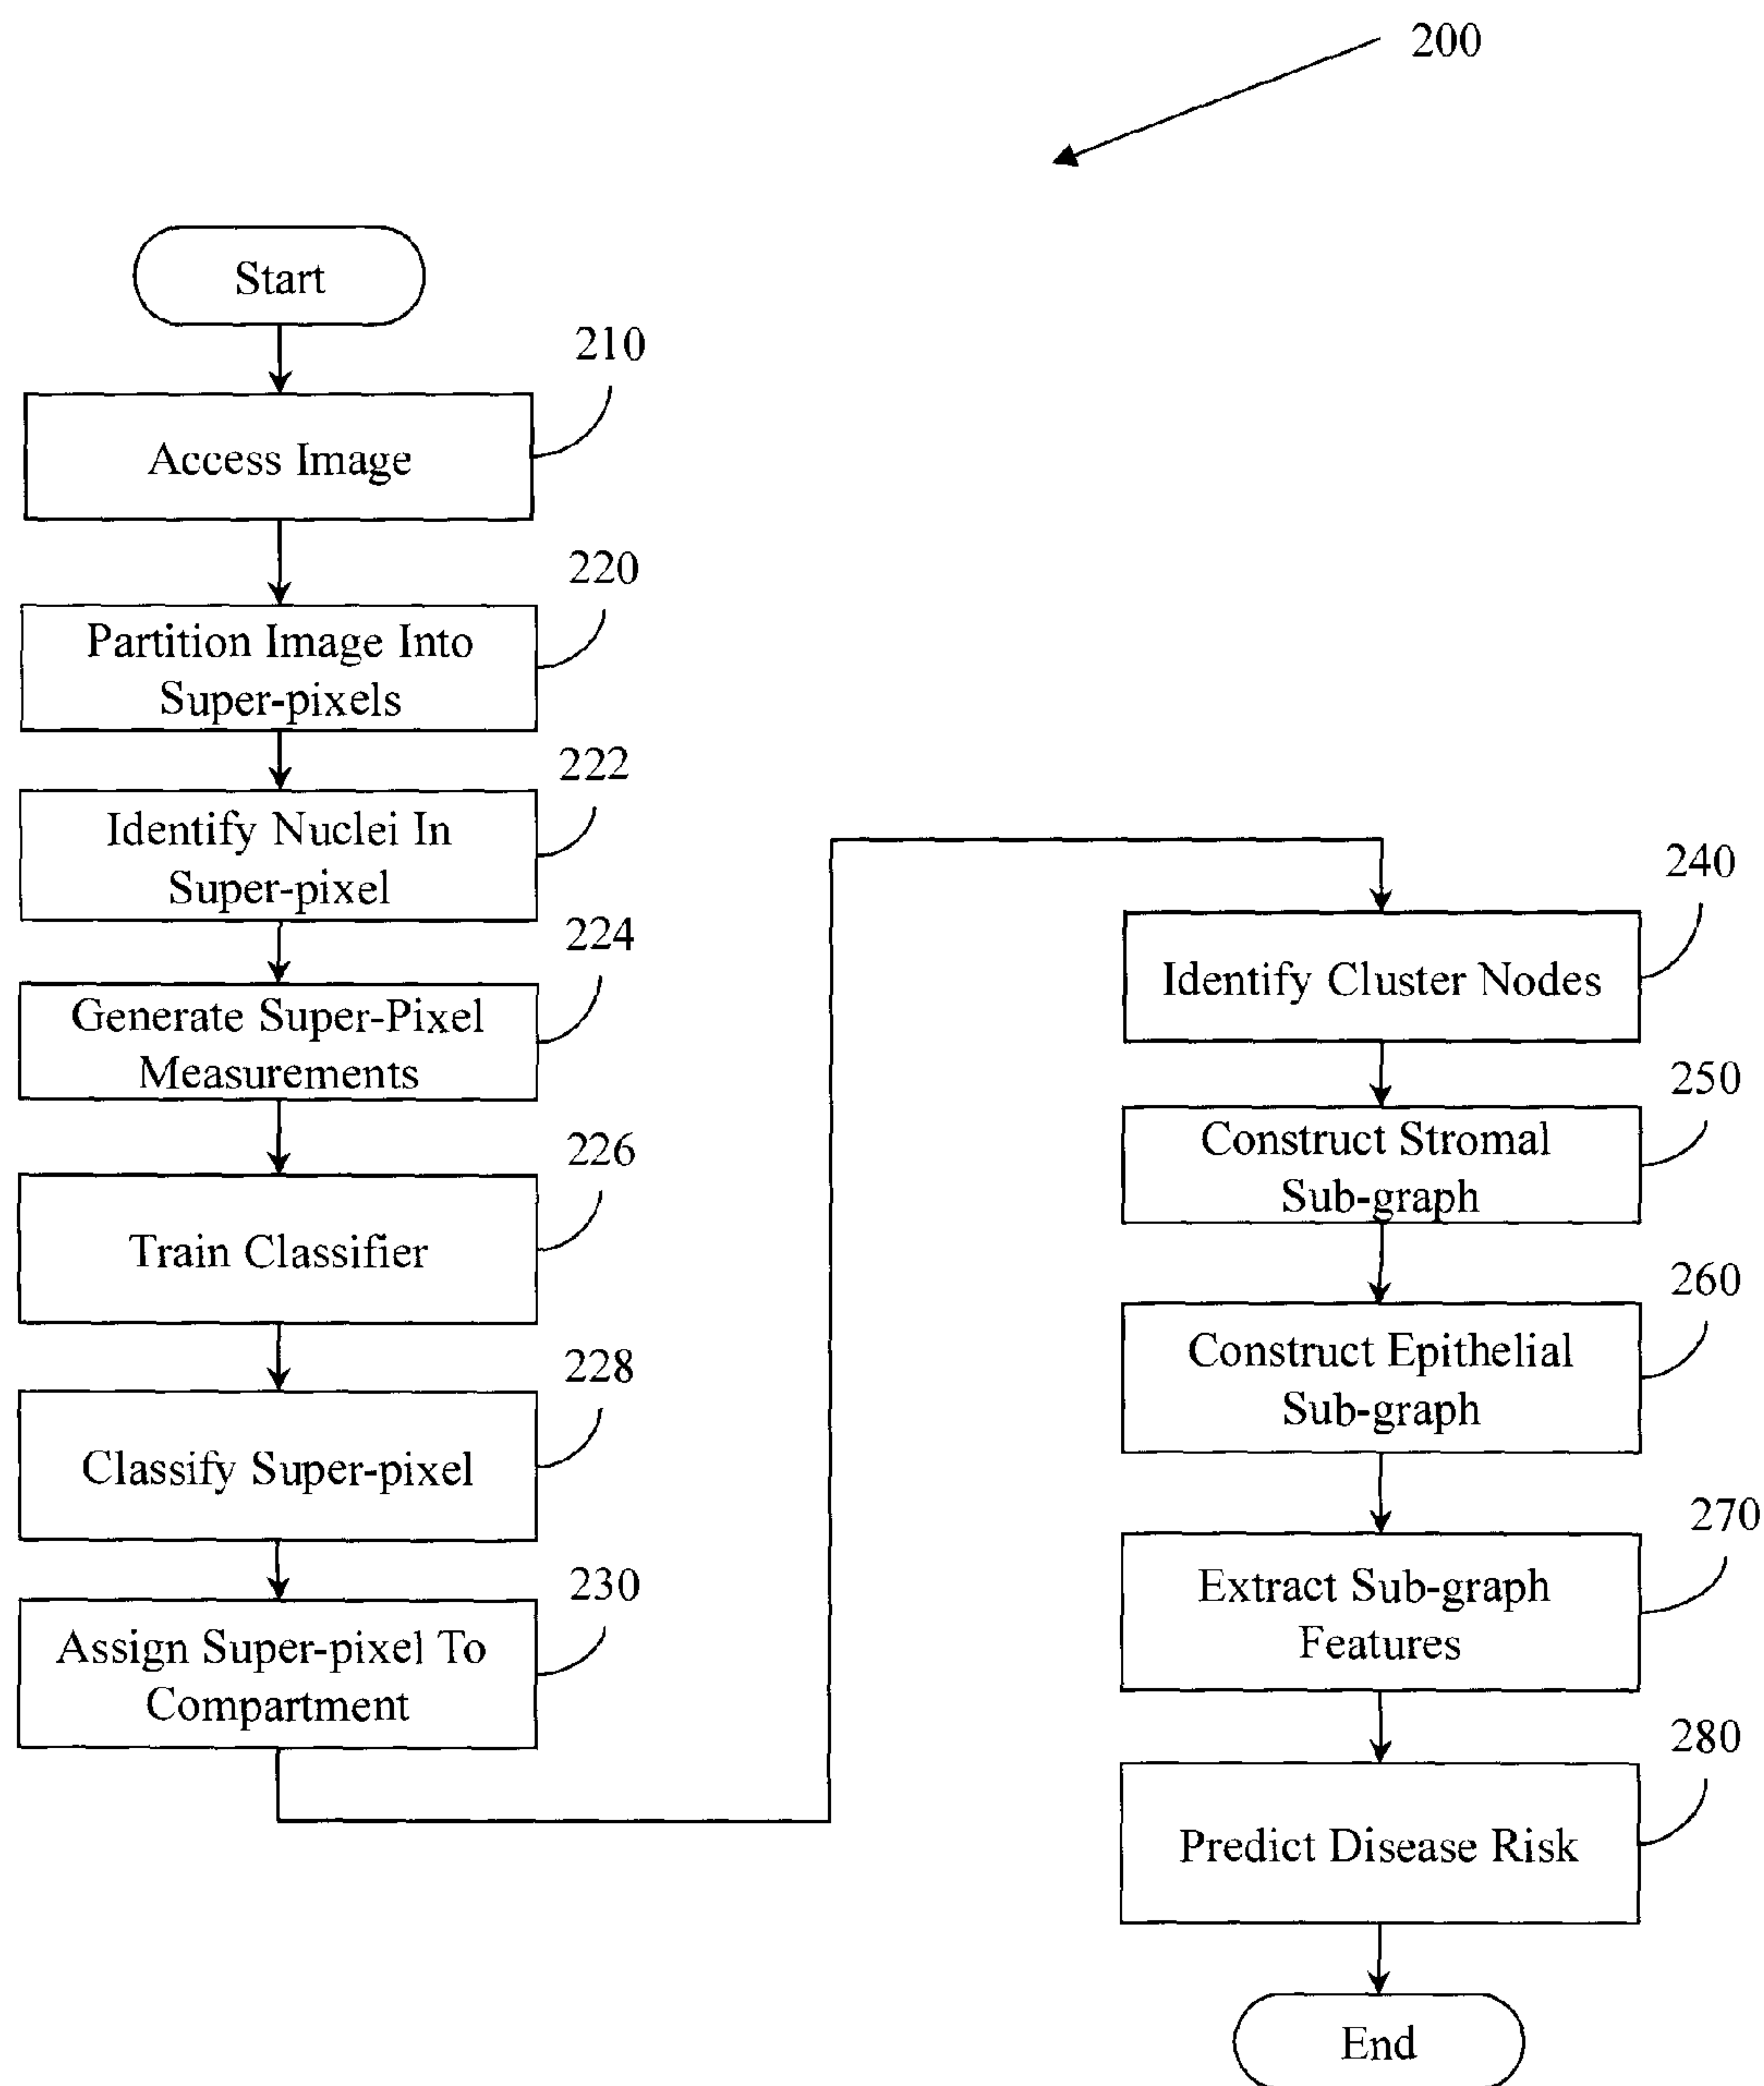 200
Start
210
Access Image
220
Partition Image Into
Super-pixels
222
Identify Nuclei In
Super-pixel
224
Generate Super-Pixel
Measurements
226
Train Classifier
228
Classify Super-pixel
230
Assign Super-pixel To
Compartment
240
Identify Cluster Nodes
250
Construct Stromal
Sub-graph
260
Construct Epithelial
Sub-graph
270
Extract Sub-graph
Features
280
Predict Disease Risk
End